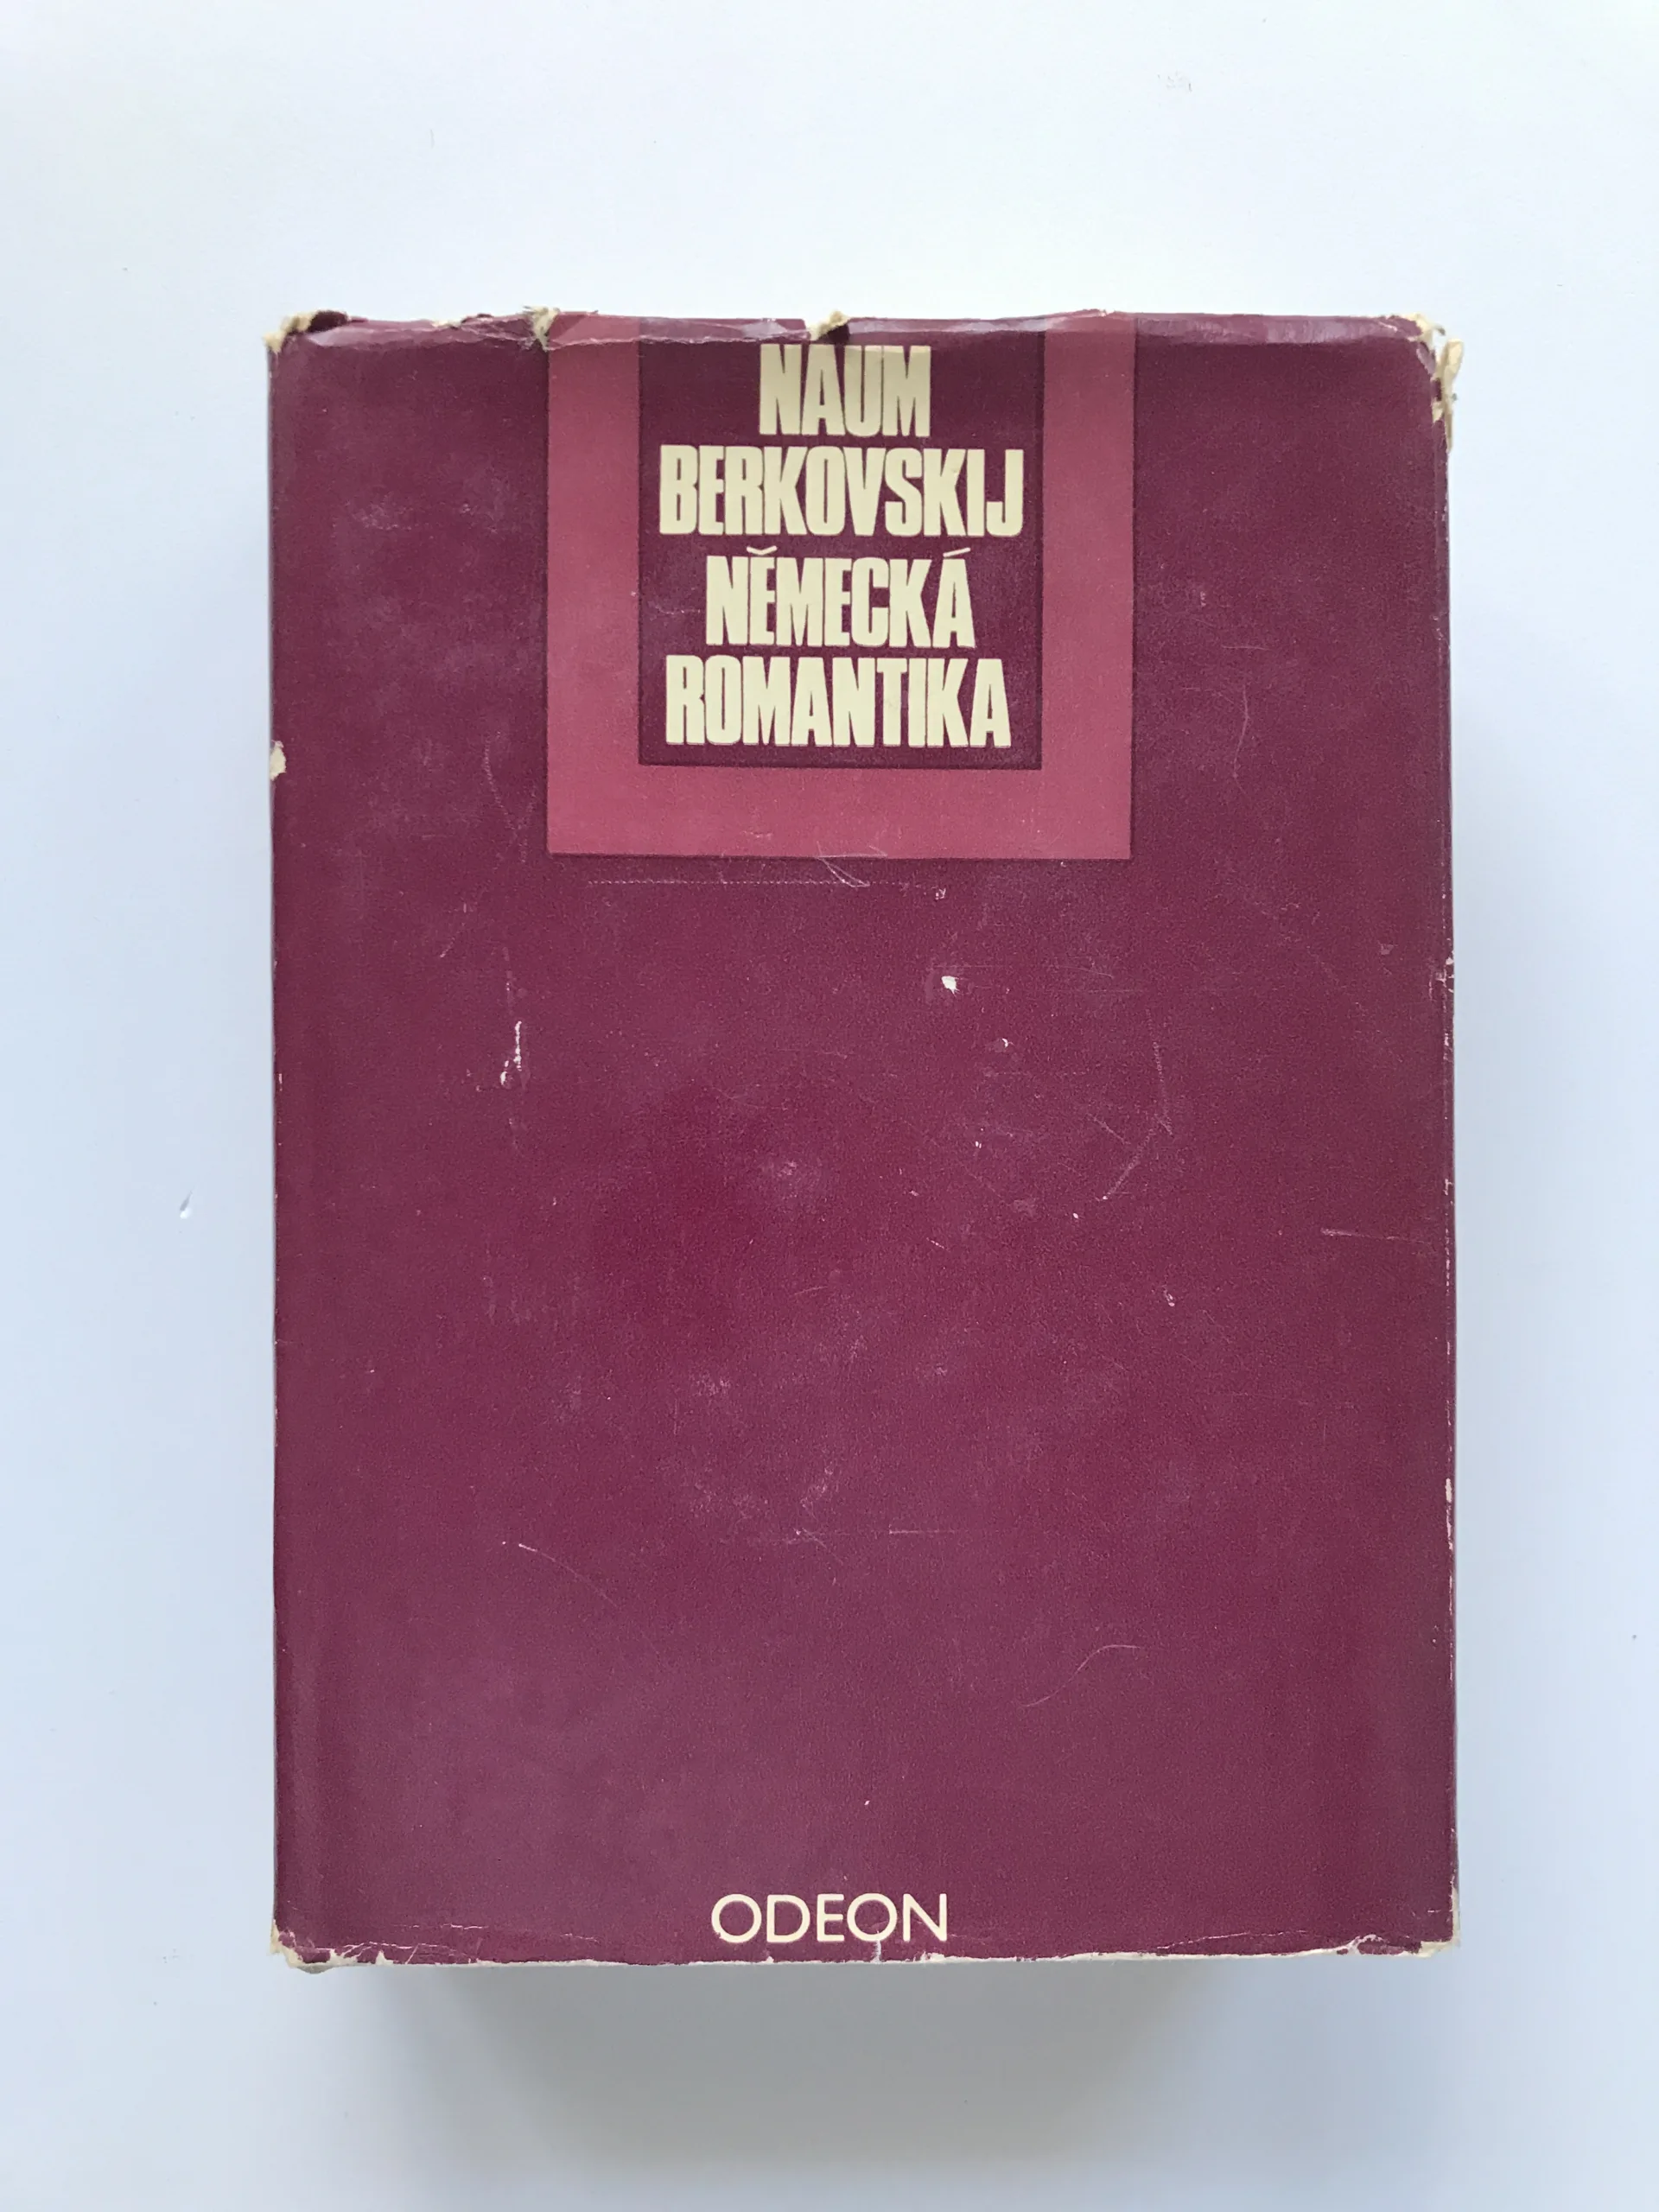 NAUM
BERKOVSKIJ
NĚMECKÁ
ROMANTIKA
ODEON